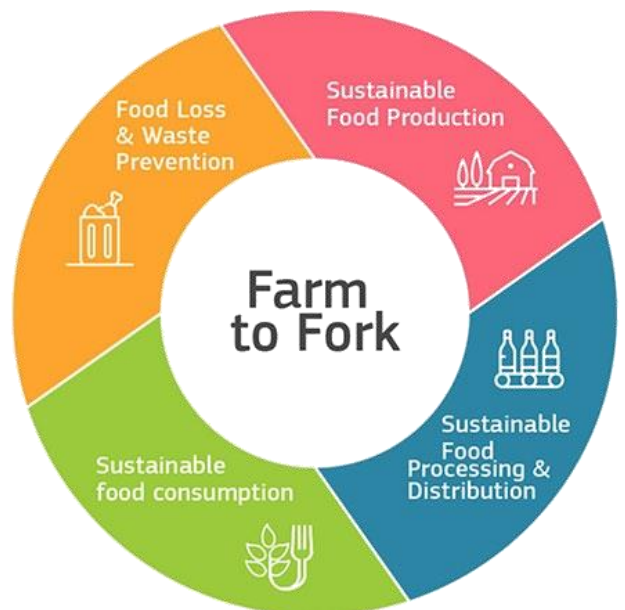 Farm
to Fork
Sustainable
Food Production
Sustainable
Food
Processing &
Distribution
Sustainable
food consumption
Food Loss
& Waste
Prevention